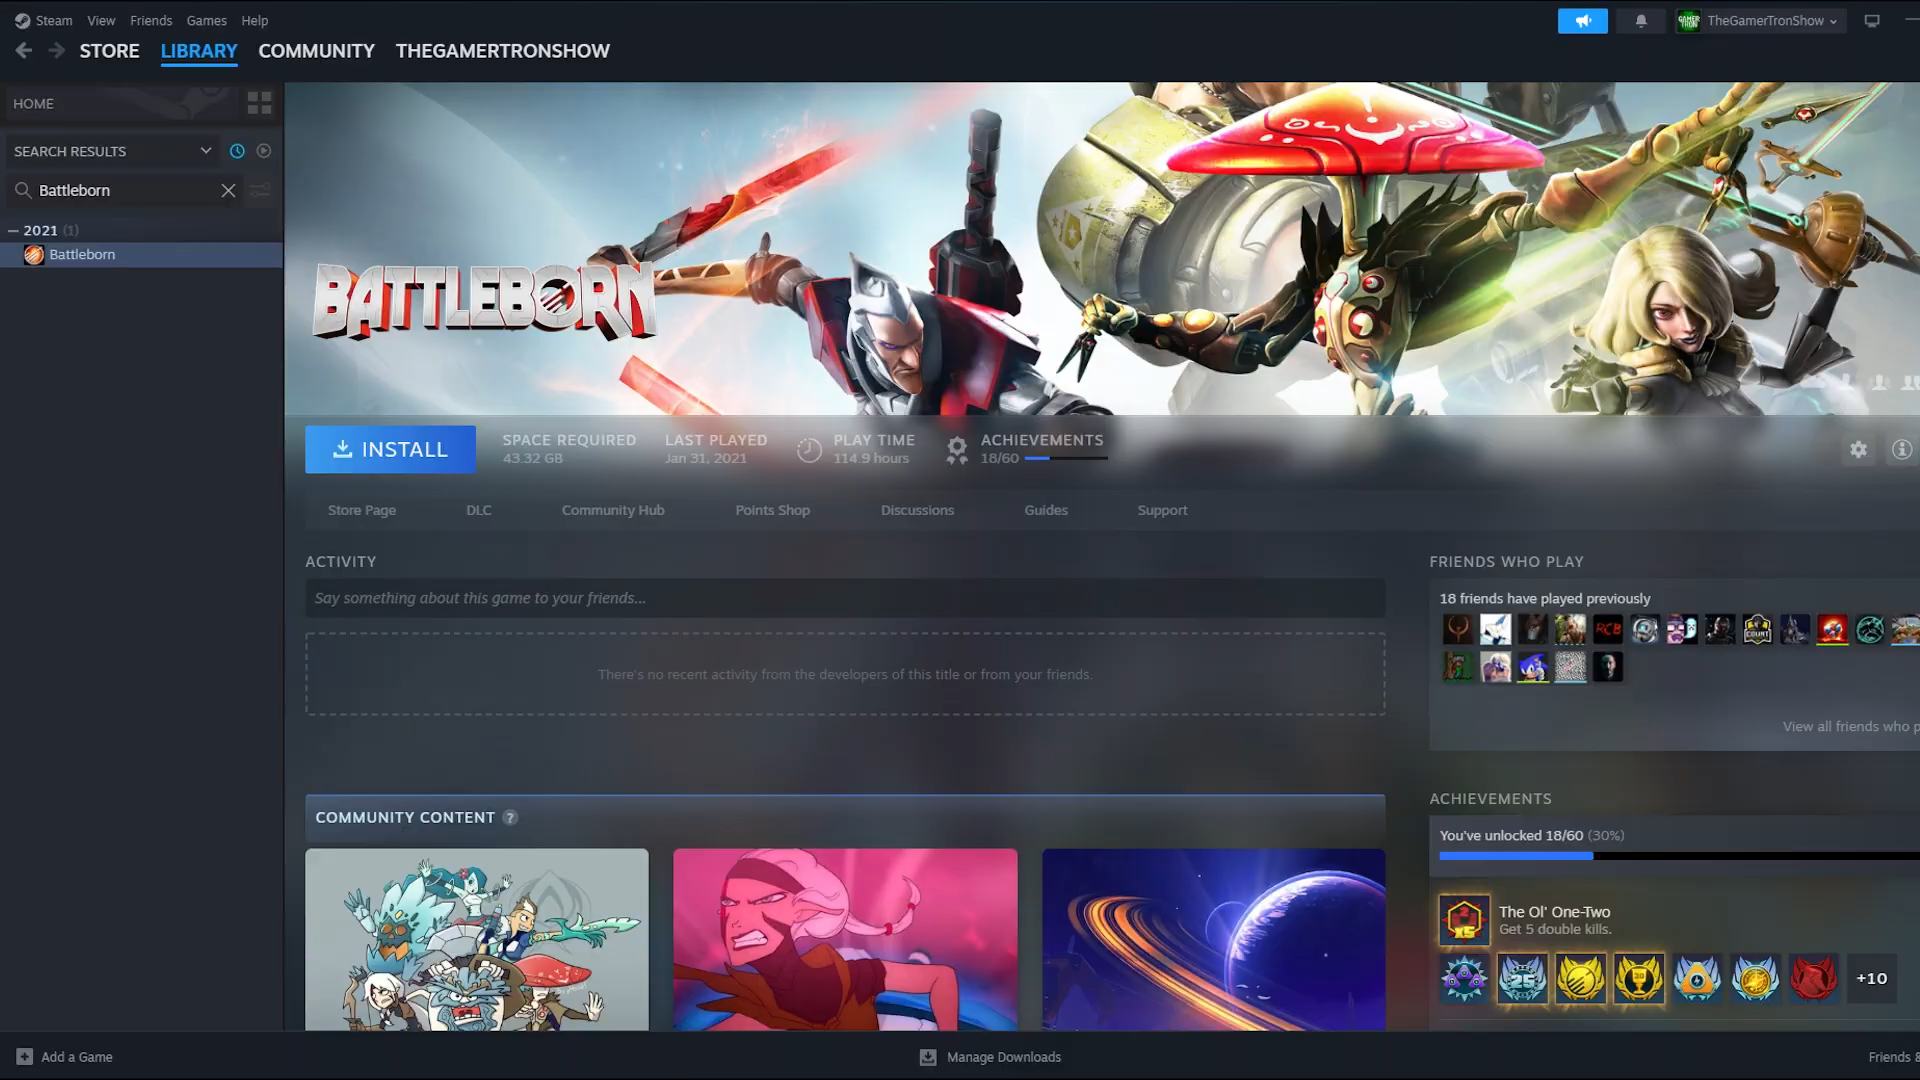 Steam View Friends Games Help
TheGamerTronShow
STORE LIBRARY COMMUNITY THEGAMERTRONSHOW
HOME
SEARCH RESULTS
Battleborn
2021 (1)
Battleborn
BATTLEBORN
INSTALL
SPACE REQUIRED
43.32 GB
LAST PLAYED
Jan 31, 2021
PLAY TIME
114.9 hours
ACHIEVEMENTS
18/60
Store Page DLC Community Hub Points Shop Discussions Guides Support
ACTIVITY
Say something about this game to your friends...
There's no recent activity from the developers of this title or from your friends.
FRIENDS WHO PLAY
18 friends have played previously
RCB
COUNT
View all friends who p
COMMUNITY CONTENT ?
ACHIEVEMENTS
You've unlocked 18/60 (30%)
x5
The Ol' One-Two
Get 5 double kills.
25
+10
Add a Game
Manage Downloads
Friends &